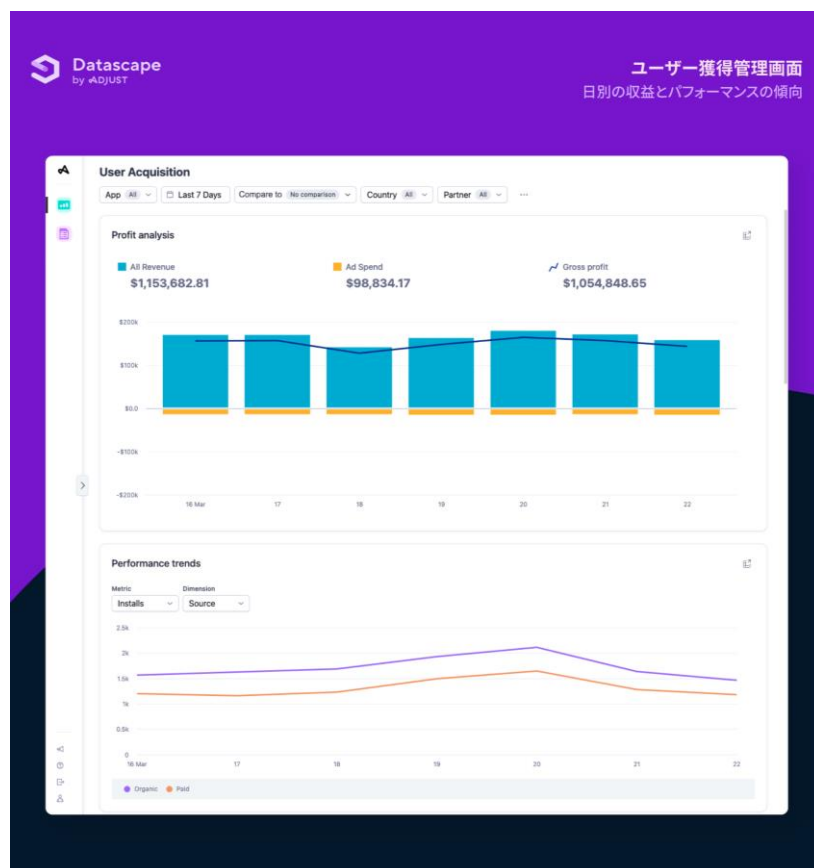 Datascape
by ADJUST
ユーザー獲得管理画面
日別の収益とパフォーマンスの傾向
User Acquisition
App All Last 7 Days Compare to No comparison Country All Partner All ...
Profit analysis
All Revenue Ad Spend Gross profit
$1,153,682.81 $98,834.17 $1,054,848.65
$200k
$100k
$0.0
-$100k
-$200k
16 Mar 17 18 19 20 21 22
Performance trends
Metric Dimension
Installs Source
2.5k
2k
1.5k
1k
0.5k
0
16 Mar 17 18 19 20 21 22
Organic Paid